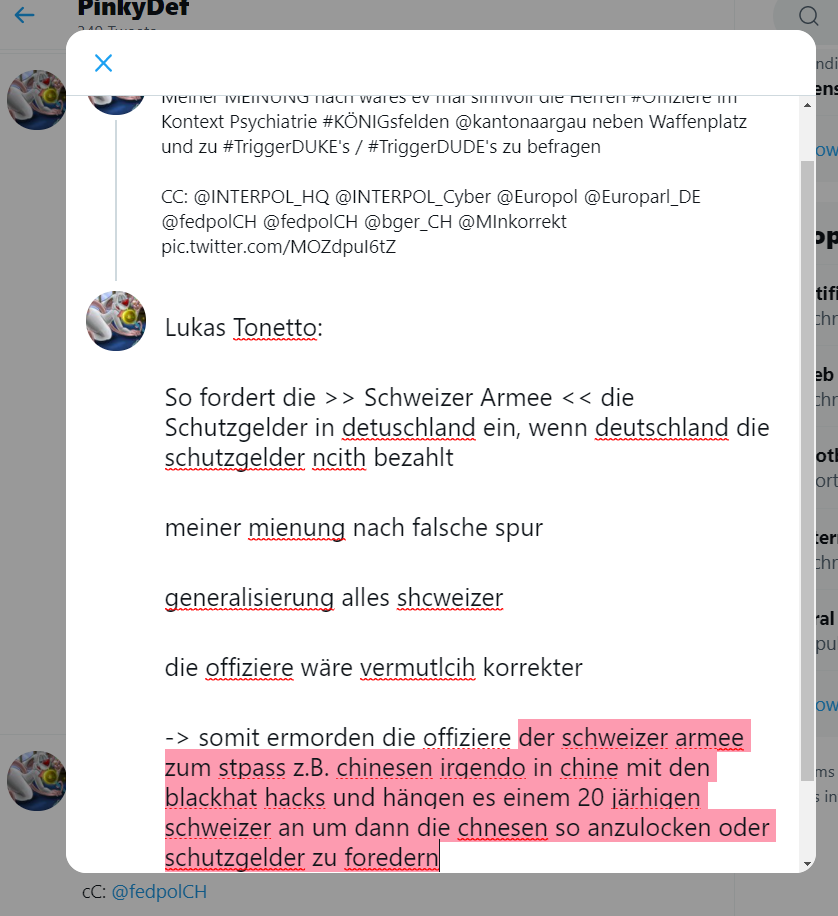 PinkyDef
240 Tweets
Meiner MEINUNG nach wäres ev mal sinnvoll die Herren #Offiziere im
Kontext Psychiatrie #KÖNIGsfelden @kantonaargau neben Waffenplatz
und zu #TriggerDUKE's / #TriggerDUDE's zu befragen
CC: @INTERPOL_HQ @INTERPOL_Cyber @Europol @Europarl_DE
@fedpolCH @fedpolCH @bger_CH @MInkorrekt
pic.twitter.com/MOZdpuI6tZ
Lukas Tonetto:
So fordert die >> Schweizer Armee << die
Schutzgelder in detuschland ein, wenn deutschland die
schutzgelder ncith bezahlt
meiner mienung nach falsche spur
generalisierung alles shcweizer
die offiziere wäre vermutlcih korrekter
-> somit ermorden die offiziere der schweizer armee
zum stpass z.B. chinesen irgendo in chine mit den
blackhat hacks und hängen es einem 20 järhigen
schweizer an um dann die chnesen so anzulocken oder
schutzgelder zu foredern
cC: @fedpolCH